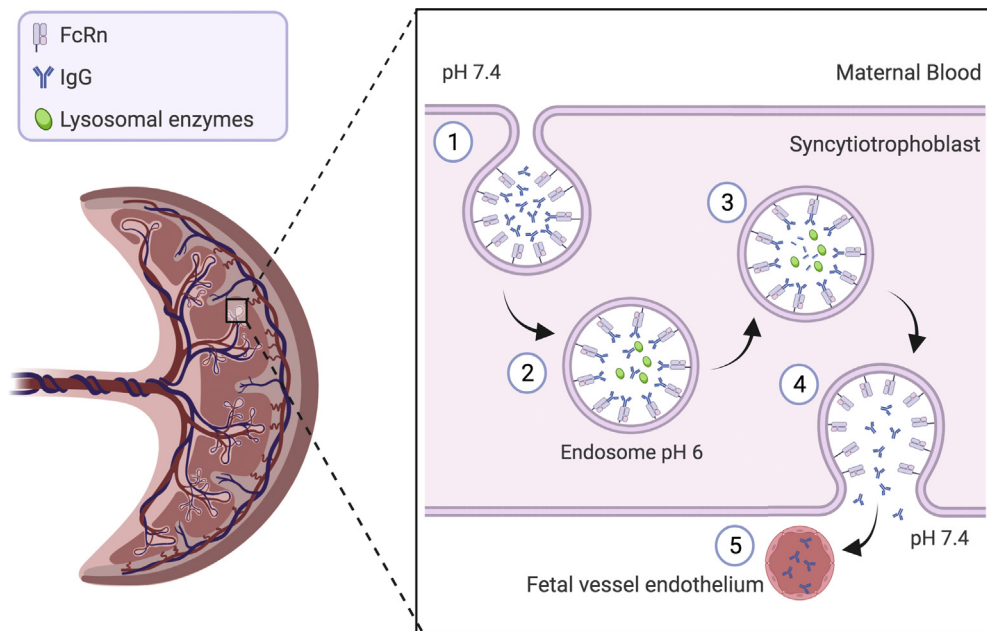 FcRn
IgG
Lysosomal enzymes
pH 7.4
Maternal Blood
1
Syncytiotrophoblast
3
2
4
Endosome pH 6
5
pH 7.4
Fetal vessel endothelium